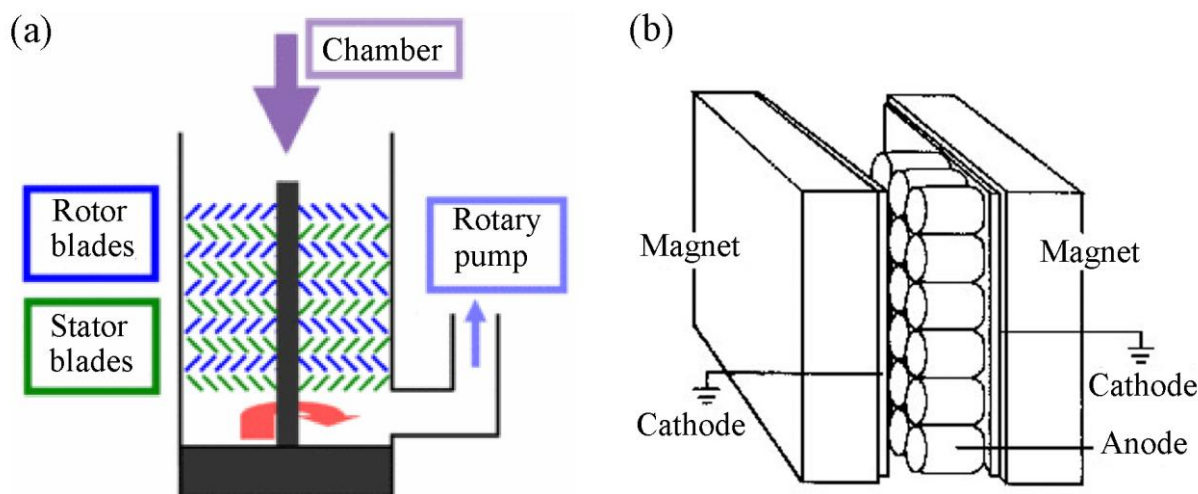 (a)
Chamber
Rotor
blades
Rotary
pump
Stator
blades
(b)
Magnet
Magnet
Cathode
Cathode
Anode